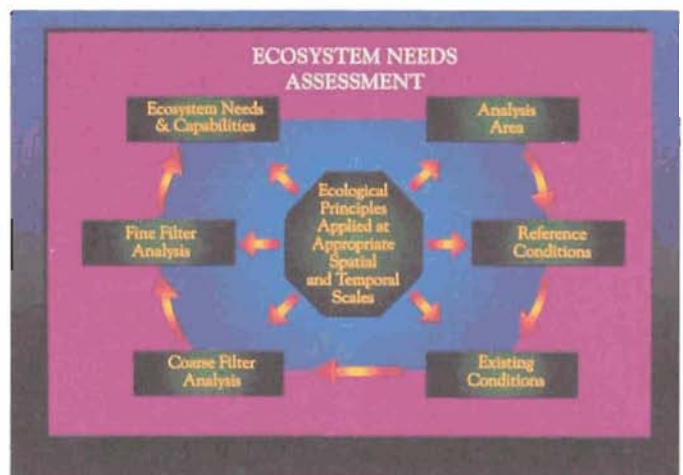 ECOSYSTEM NEEDS
ASSESSMENT
Ecosystem Needs
& Capabilities
Analysis
Area
Ecological
Principles
Applied at
Appropriate
Spatial
and Temporal
Scales
Fine Filter
Analysis
Reference
Conditions
Coarse Filter
Analysis
Existing
Conditions